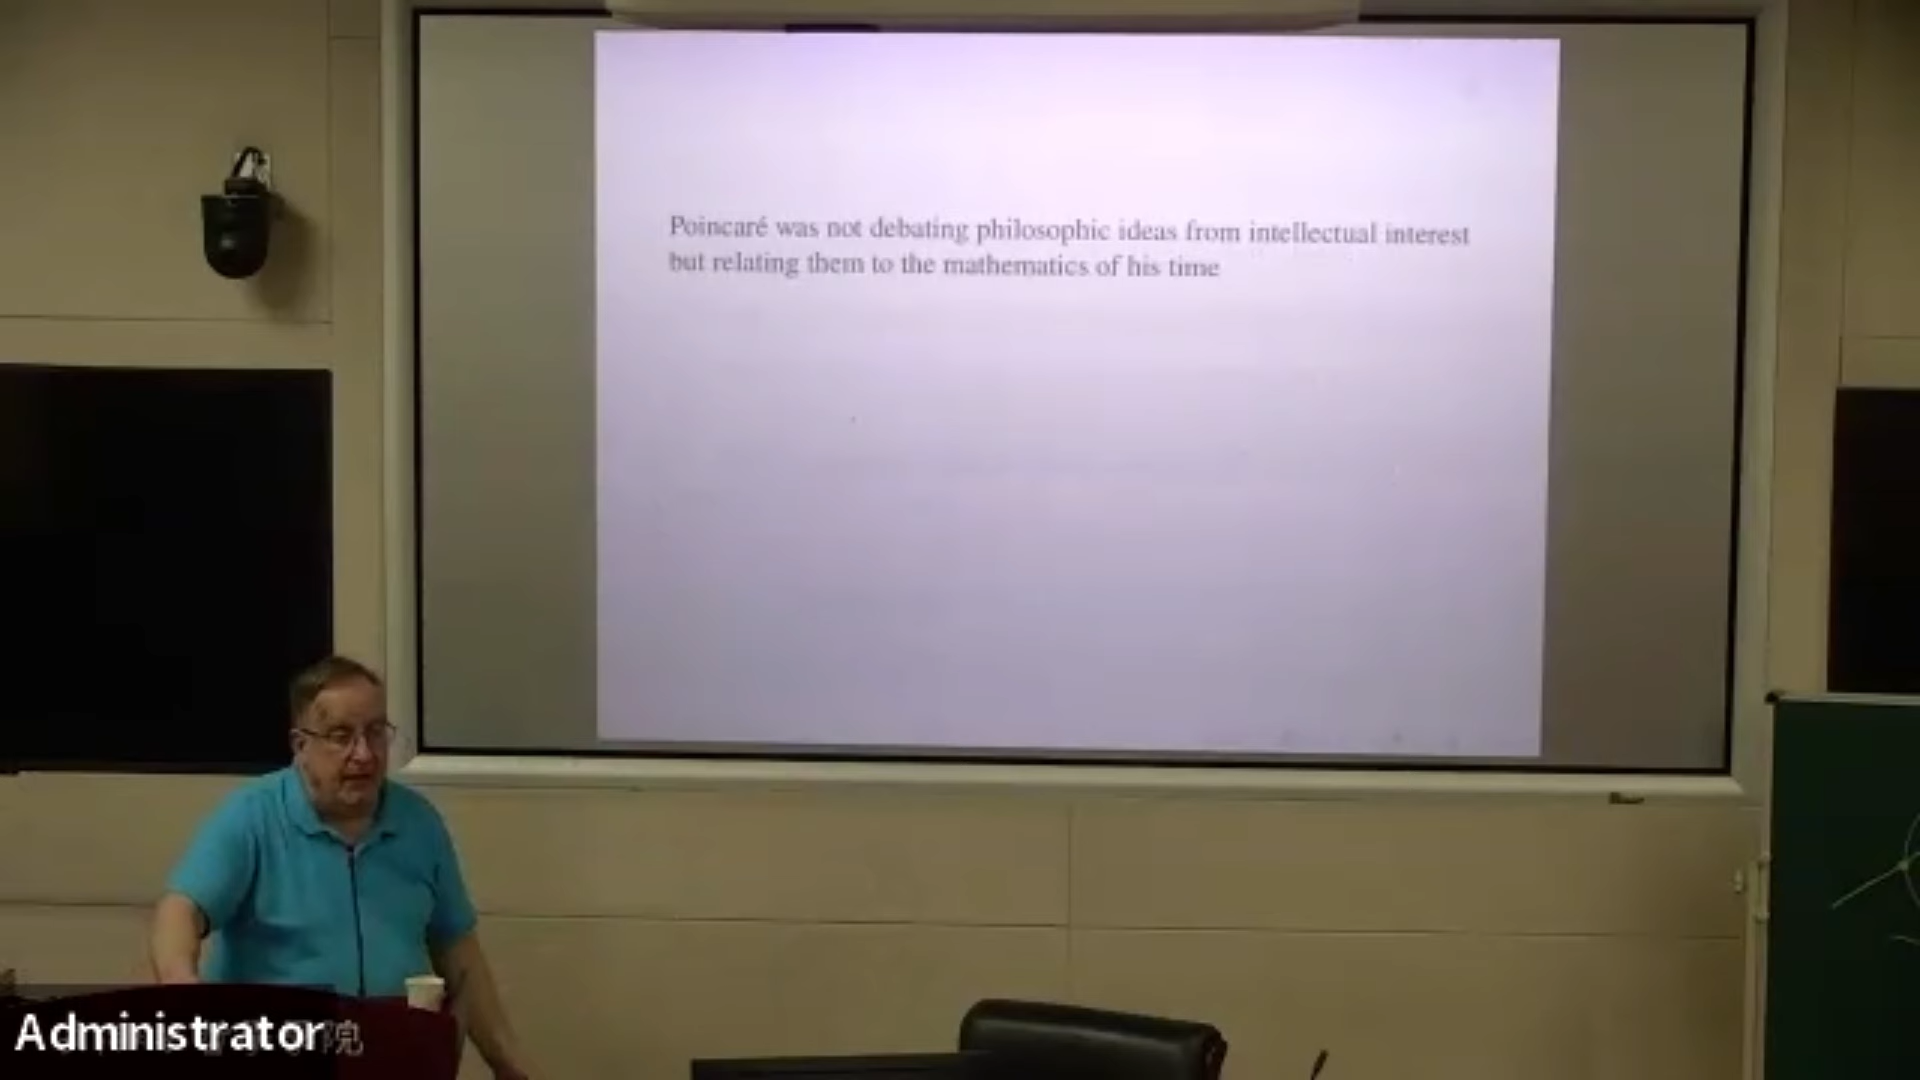 Poincaré was not debating philosophic ideas from intellectual interest
but relating them to the mathematics of his time
Administrator
院